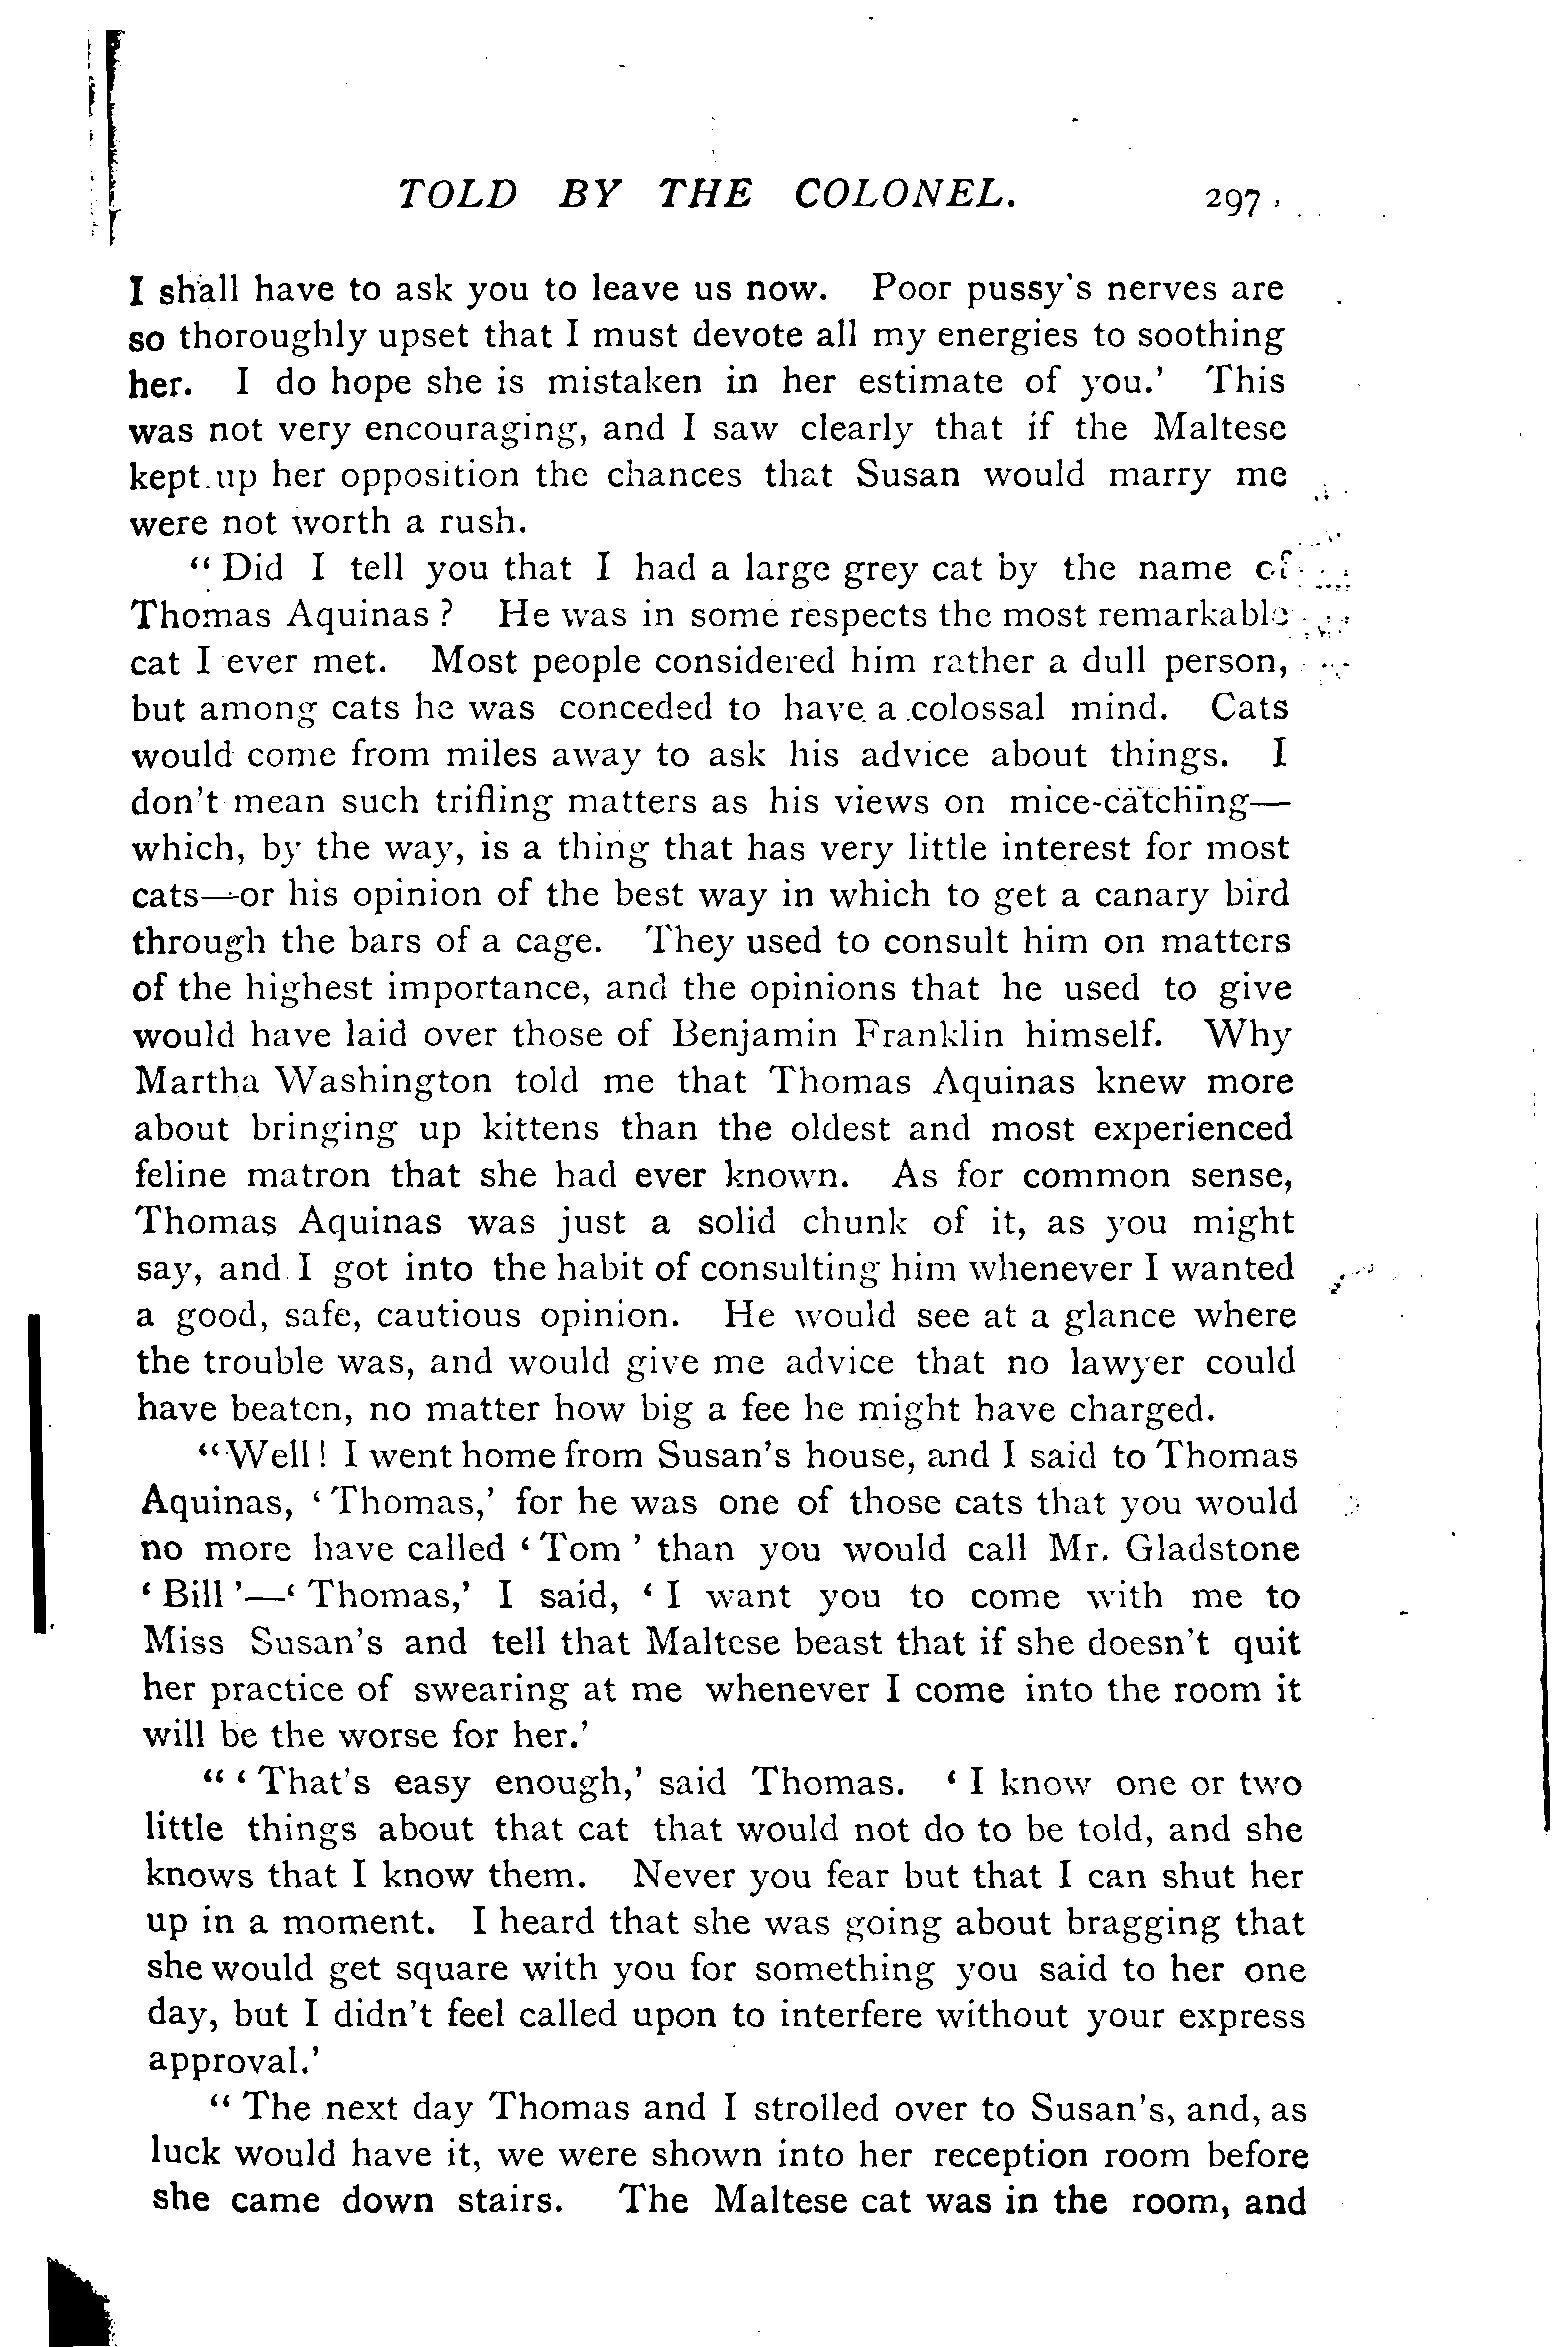 TOLD BY THE COLONEL. 297
I shall have to ask you to leave us now. Poor pussy's nerves are
so thoroughly upset that I must devote all my energies to soothing
her. I do hope she is mistaken in her estimate of you.' This
was not very encouraging, and I saw clearly that if the Maltese
kept up her opposition the chances that Susan would marry me
were not worth a rush.
“ Did I tell you that I had a large grey cat by the name of
Thomas Aquinas ? He was in some respects the most remarkable
cat I ever met. Most people considered him rather a dull person,
but among cats he was conceded to have a colossal mind. Cats
would come from miles away to ask his advice about things. I
don't mean such trifling matters as his views on mice-catching—
which, by the way, is a thing that has very little interest for most
cats—or his opinion of the best way in which to get a canary bird
through the bars of a cage. They used to consult him on matters
of the highest importance, and the opinions that he used to give
would have laid over those of Benjamin Franklin himself. Why
Martha Washington told me that Thomas Aquinas knew more
about bringing up kittens than the oldest and most experienced
feline matron that she had ever known. As for common sense,
Thomas Aquinas was just a solid chunk of it, as you might
say, and I got into the habit of consulting him whenever I wanted
a good, safe, cautious opinion. He would see at a glance where
the trouble was, and would give me advice that no lawyer could
have beaten, no matter how big a fee he might have charged.
“Well! I went home from Susan's house, and I said to Thomas
Aquinas, ‘ Thomas,' for he was one of those cats that you would
no more have called ‘ Tom ' than you would call Mr. Gladstone
‘ Bill '—‘ Thomas,' I said, ‘ I want you to come with me to
Miss Susan's and tell that Maltese beast that if she doesn't quit
her practice of swearing at me whenever I come into the room it
will be the worse for her.'
“ ‘ That's easy enough,' said Thomas. ‘ I know one or two
little things about that cat that would not do to be told, and she
knows that I know them. Never you fear but that I can shut her
up in a moment. I heard that she was going about bragging that
she would get square with you for something you said to her one
day, but I didn't feel called upon to interfere without your express
approval.'
“ The next day Thomas and I strolled over to Susan's, and, as
luck would have it, we were shown into her reception room before
she came down stairs. The Maltese cat was in the room, and